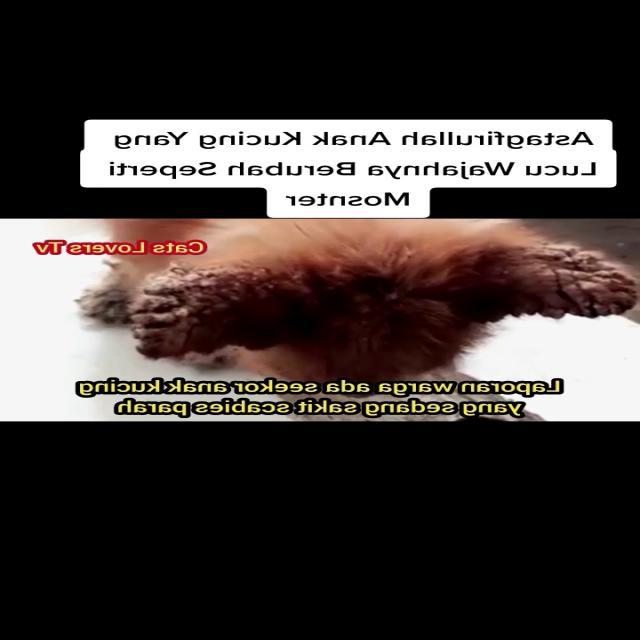 Astagfirullah Anak Kucing Yang
Lucu Wajahnya Berubah Seperti
Mosnter
Cats Lovers Tv
Laporan warga ada seekor anak kucing
yang sedang sakit scabies parah